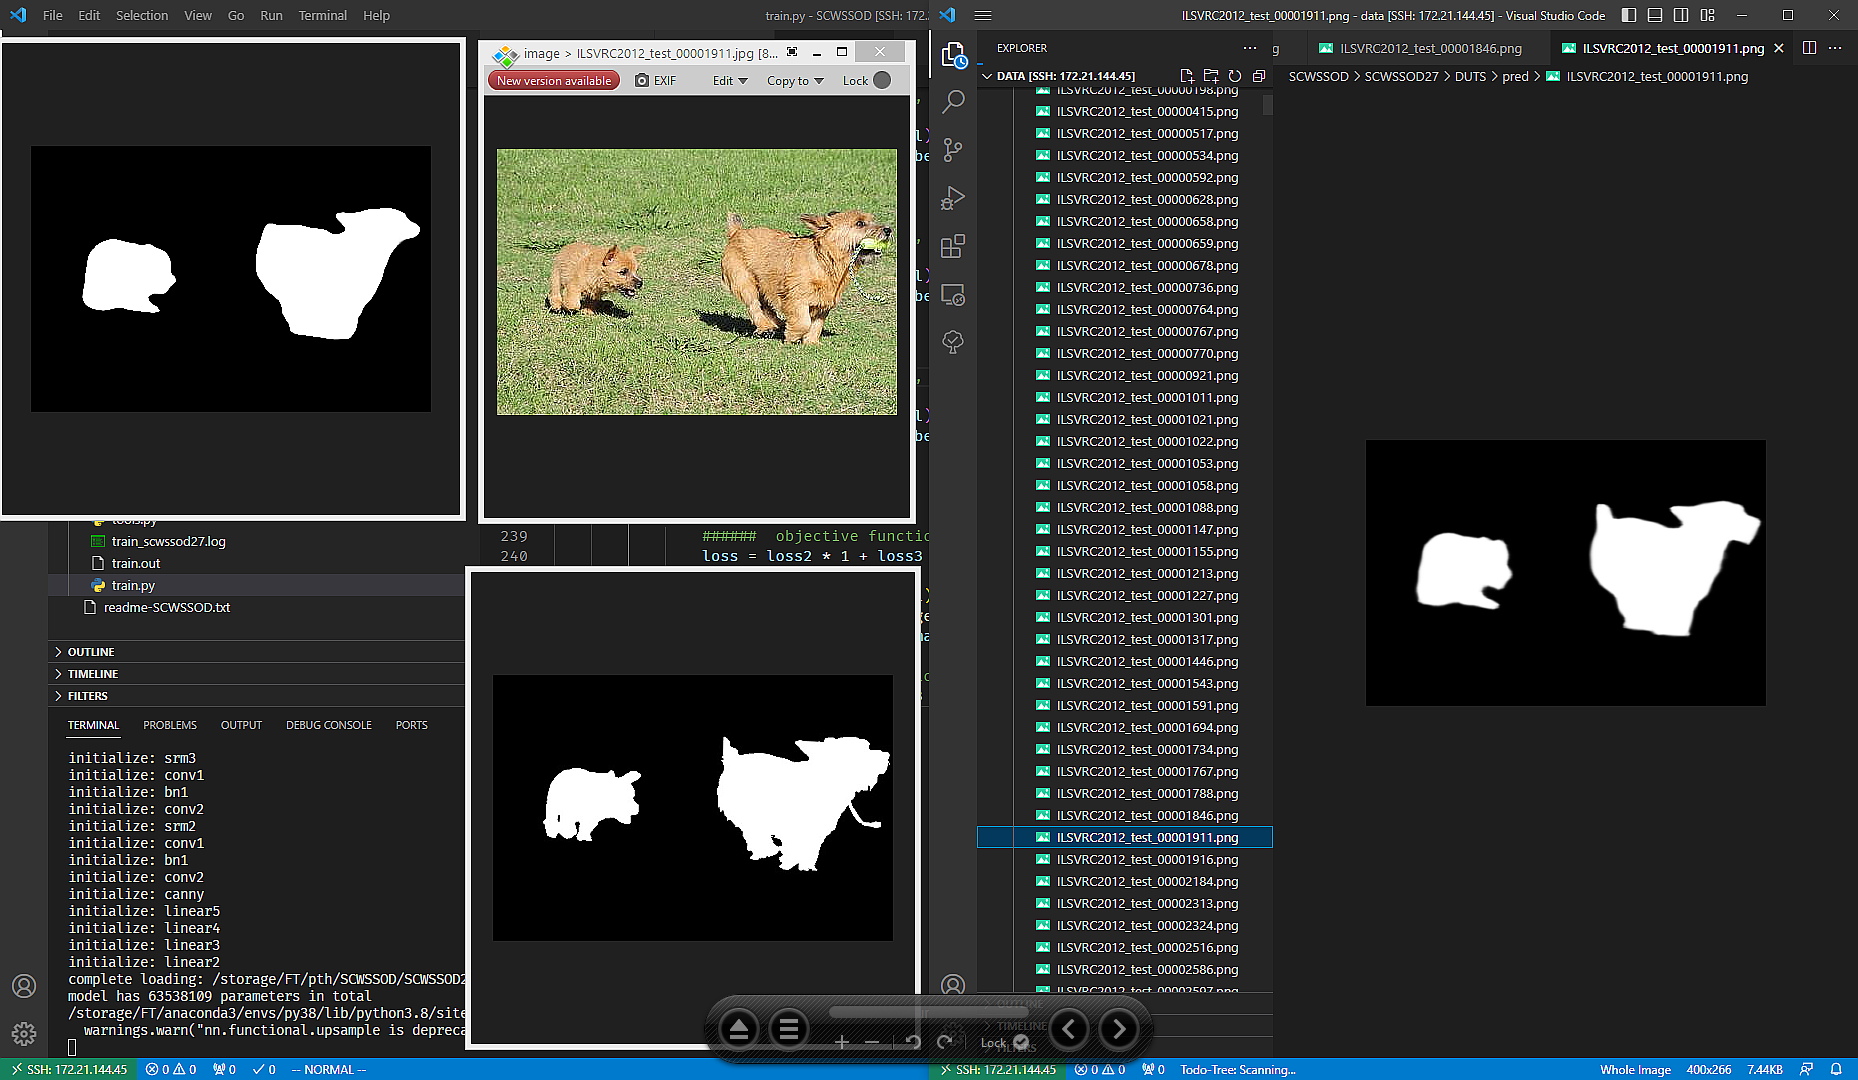 File Edit Selection View Go Run Terminal Help
train.py - SCWSSOD [SSH: 172.
image > ILSVRC2012_test_00001911.jpg [8...
New version available EXIF Edit Copy to Lock
tools.py
train_scwssod27.log
train.out
train.py
readme-SCWSSOD.txt
OUTLINE
TIMELINE
FILTERS
239 ###### objective functio
240 loss = loss2 * 1 + loss3
TERMINAL PROBLEMS OUTPUT DEBUG CONSOLE PORTS
initialize: srm3
initialize: conv1
initialize: bn1
initialize: conv2
initialize: srm2
initialize: conv1
initialize: bn1
initialize: conv2
initialize: canny
initialize: linear5
initialize: linear4
initialize: linear3
initialize: linear2
complete loading: /storage/FT/pth/SCWSSOD/SCWSSOD2
model has 63538109 parameters in total
/storage/FT/anaconda3/envs/py38/lib/python3.8/site
warnings.warn("nn.functional.upsample is depreca
SSH: 172.21.144.45 0 0 0 0 -- NORMAL --
ILSVRC2012_test_00001911.png - data [SSH: 172.21.144.45] - Visual Studio Code
EXPLORER
g ILSVRC2012_test_00001846.png ILSVRC2012_test_00001911.png
DATA [SSH: 172.21.144.45]
SCWSSOD > SCWSSOD27 > DUTS > pred > ILSVRC2012_test_00001911.png
ILSVRC2012_test_00000198.png
ILSVRC2012_test_00000415.png
ILSVRC2012_test_00000517.png
ILSVRC2012_test_00000534.png
ILSVRC2012_test_00000592.png
ILSVRC2012_test_00000628.png
ILSVRC2012_test_00000658.png
ILSVRC2012_test_00000659.png
ILSVRC2012_test_00000678.png
ILSVRC2012_test_00000736.png
ILSVRC2012_test_00000764.png
ILSVRC2012_test_00000767.png
ILSVRC2012_test_00000770.png
ILSVRC2012_test_00000921.png
ILSVRC2012_test_00001011.png
ILSVRC2012_test_00001021.png
ILSVRC2012_test_00001022.png
ILSVRC2012_test_00001053.png
ILSVRC2012_test_00001058.png
ILSVRC2012_test_00001088.png
ILSVRC2012_test_00001147.png
ILSVRC2012_test_00001155.png
ILSVRC2012_test_00001213.png
ILSVRC2012_test_00001227.png
ILSVRC2012_test_00001301.png
ILSVRC2012_test_00001317.png
ILSVRC2012_test_00001446.png
ILSVRC2012_test_00001543.png
ILSVRC2012_test_00001591.png
ILSVRC2012_test_00001694.png
ILSVRC2012_test_00001734.png
ILSVRC2012_test_00001767.png
ILSVRC2012_test_00001788.png
ILSVRC2012_test_00001846.png
ILSVRC2012_test_00001911.png
ILSVRC2012_test_00001916.png
ILSVRC2012_test_00002184.png
ILSVRC2012_test_00002313.png
ILSVRC2012_test_00002324.png
ILSVRC2012_test_00002516.png
ILSVRC2012_test_00002586.png
ILSVRC2012_test_00002597.png
OUTLINE
TIMELINE
FILTERS
Lock
SSH: 172.21.144.45 0 0 0 Todo-Tree: Scanning... Whole Image 400x266 7.44KB